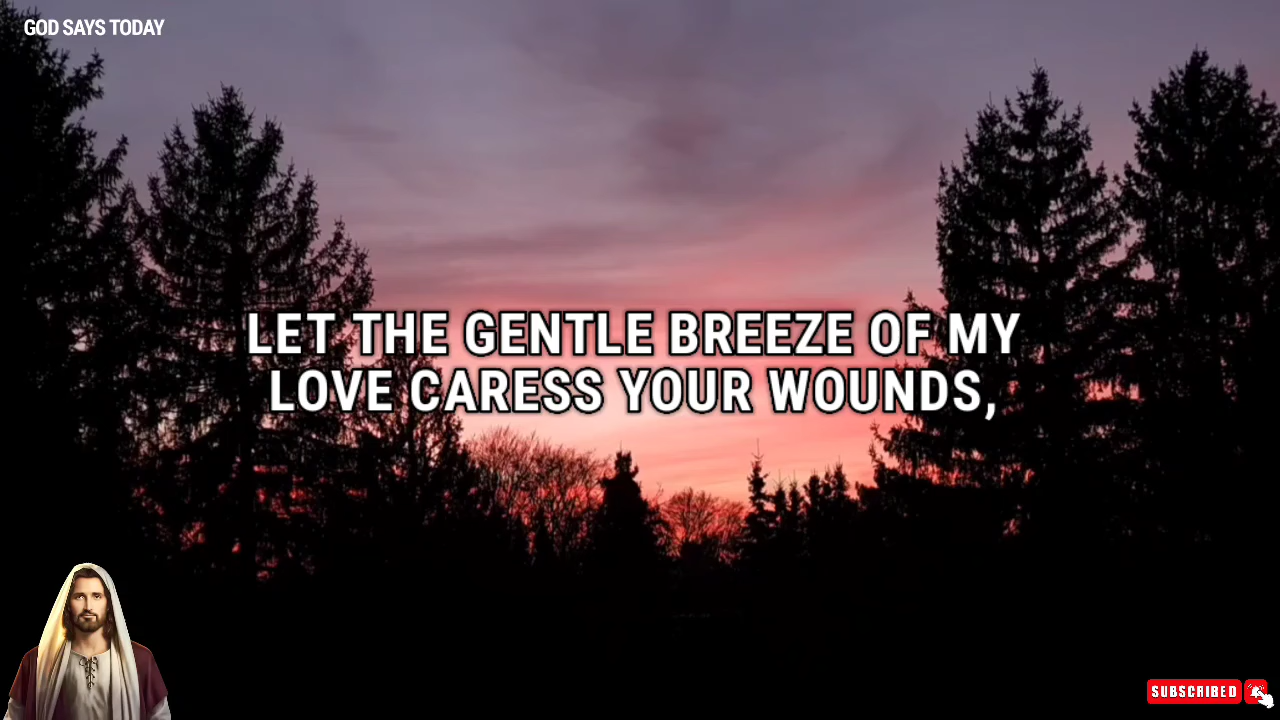 GOD SAYS TODAY
LET THE GENTLE BREEZE OF MY
LOVE CARESS YOUR WOUNDS,
SUBSCRIBED